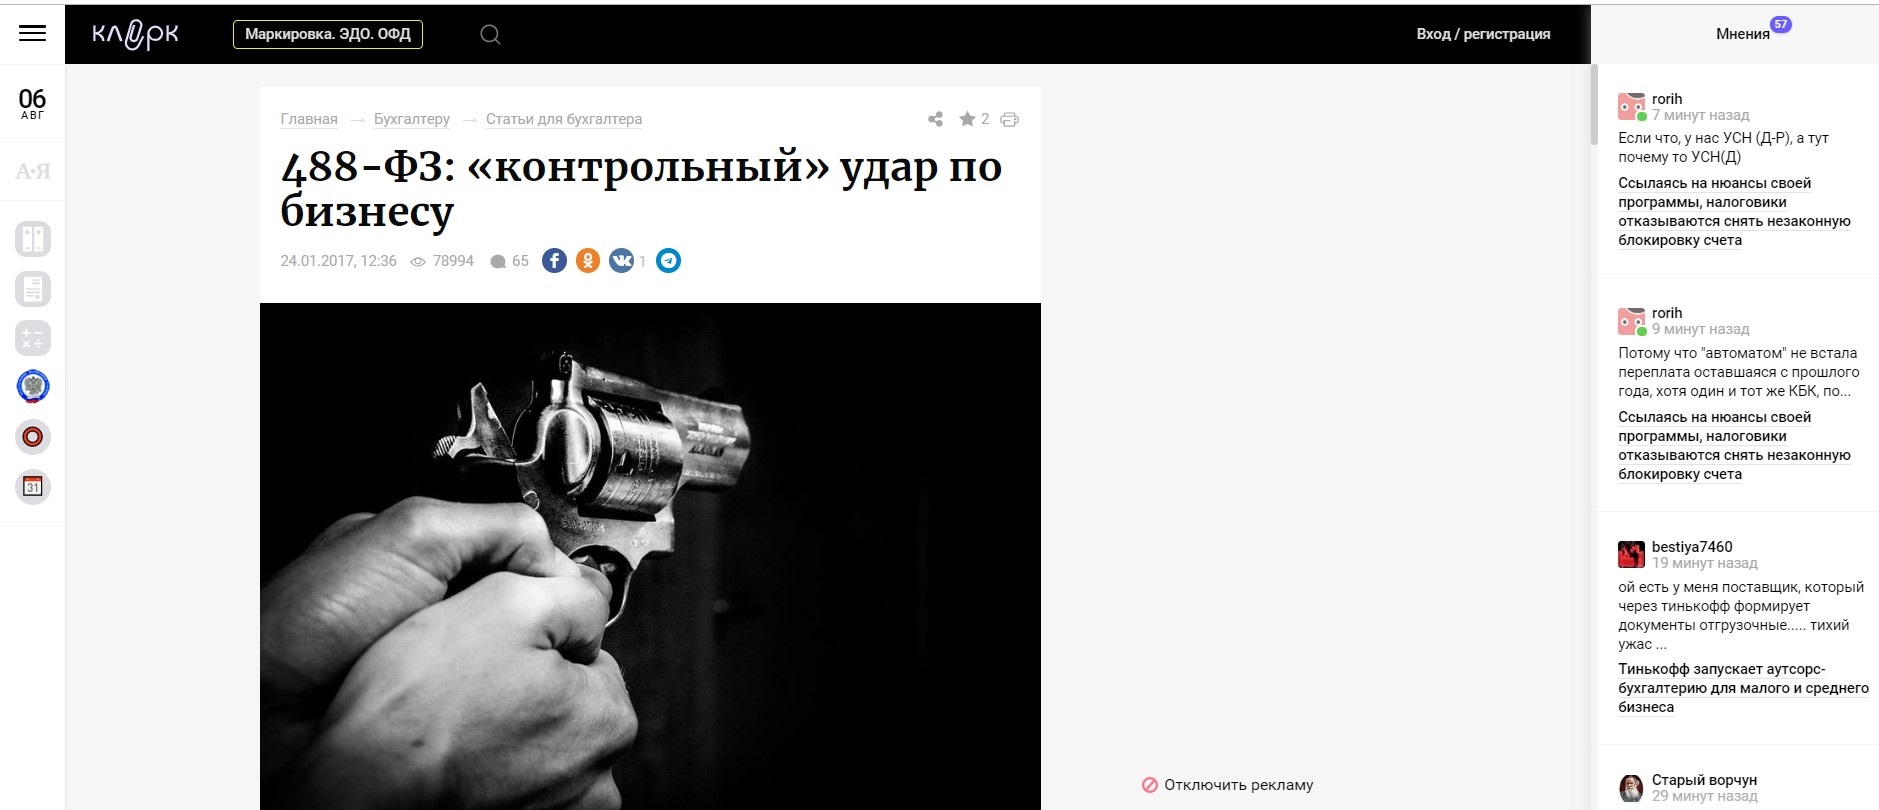 клерк
Маркировка. ЭДО. ОФД
Вход / регистрация
Мнения 57
06
АВГ
А·Я
31
Главная → Бухгалтеру → Статьи для бухгалтера
2
488-ФЗ: «контрольный» удар по
бизнесу
24.01.2017, 12:36 78994 65 1
Отключить рекламу
rorih
7 минут назад
Если что, у нас УСН (Д-Р), а тут
почему то УСН(Д)
Ссылаясь на нюансы своей
программы, налоговики
отказываются снять незаконную
блокировку счета
rorih
9 минут назад
Потому что "автоматом" не встала
переплата оставшаяся с прошлого
года, хотя один и тот же КБК, по...
Ссылаясь на нюансы своей
программы, налоговики
отказываются снять незаконную
блокировку счета
bestiya7460
19 минут назад
ой есть у меня поставщик, который
через тинькофф формирует
документы отгрузочные..... тихий
ужас ...
Тинькофф запускает аутсорс-
бухгалтерию для малого и среднего
бизнеса
Старый ворчун
29 минут назад